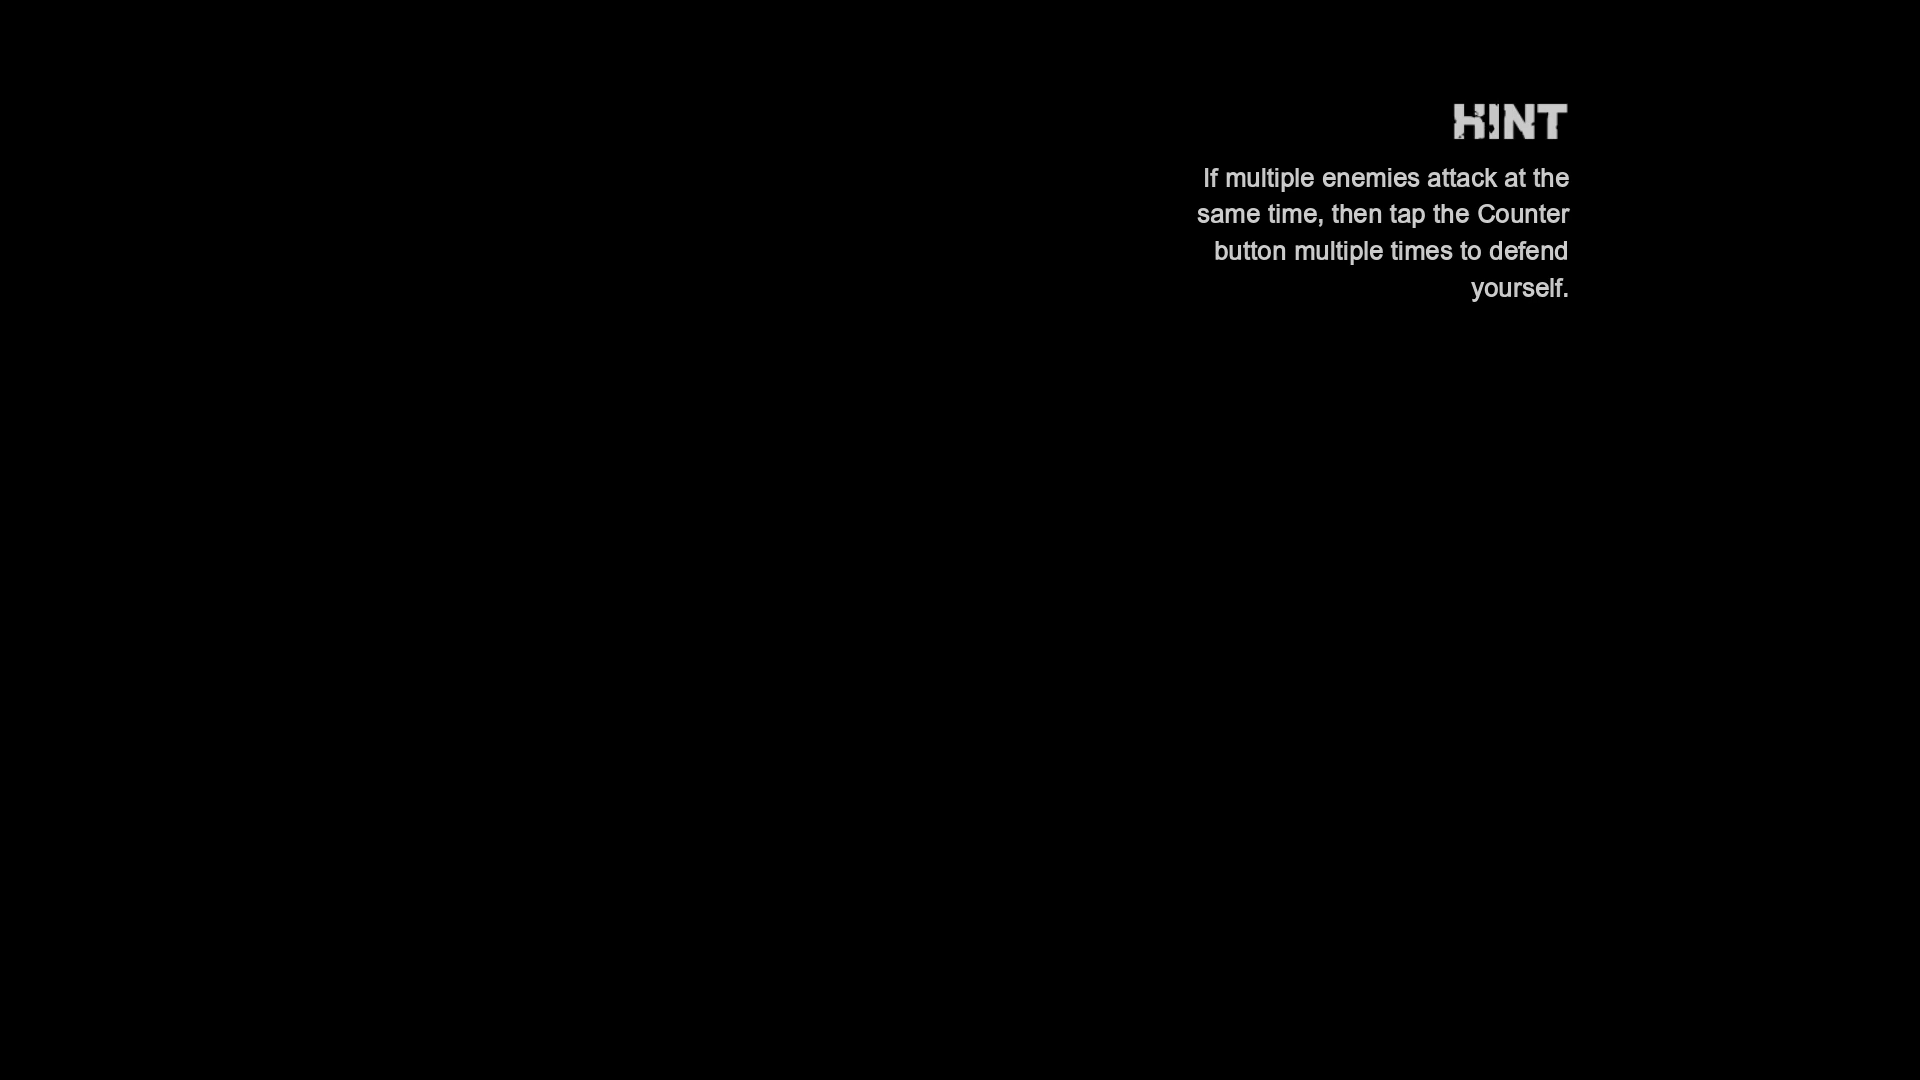 HINT
If multiple enemies attack at the
same time, then tap the Counter
button multiple times to defend
yourself.